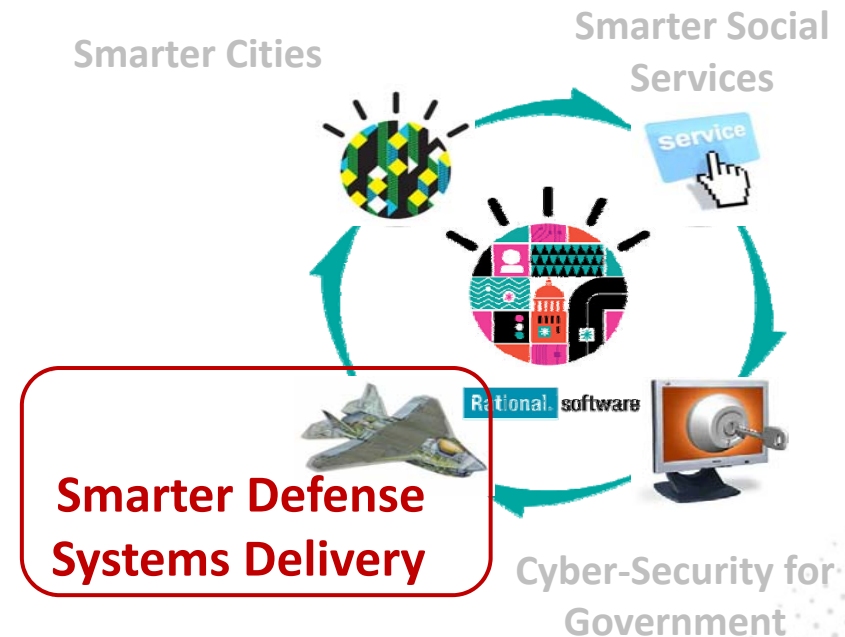 Smarter Cities
Smarter Social
Services
service
Rational. software
Smarter Defense
Systems Delivery
Cyber-Security for
Government